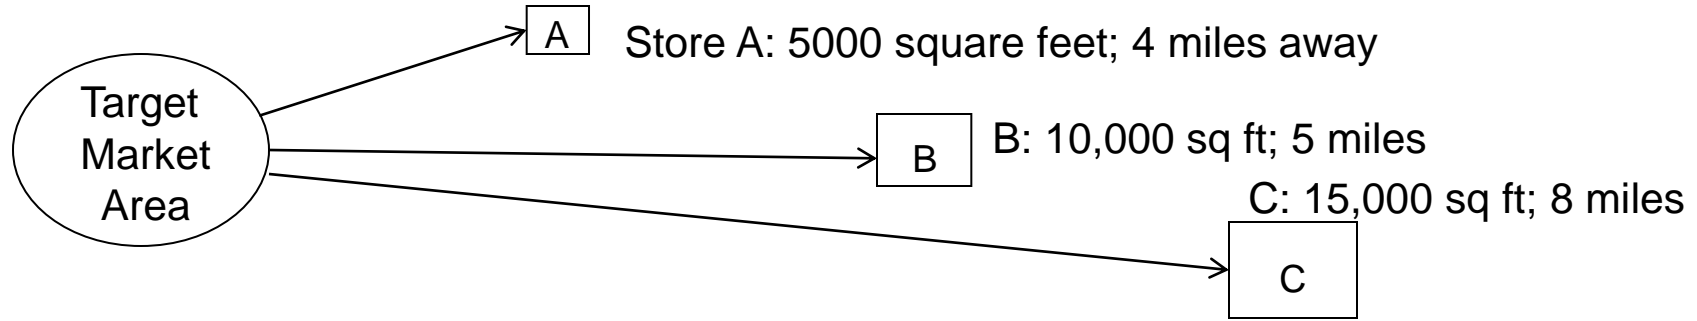 A
Store A: 5000 square feet; 4 miles away
Target
Market
Area
B
B: 10,000 sq ft; 5 miles
C: 15,000 sq ft; 8 miles
C